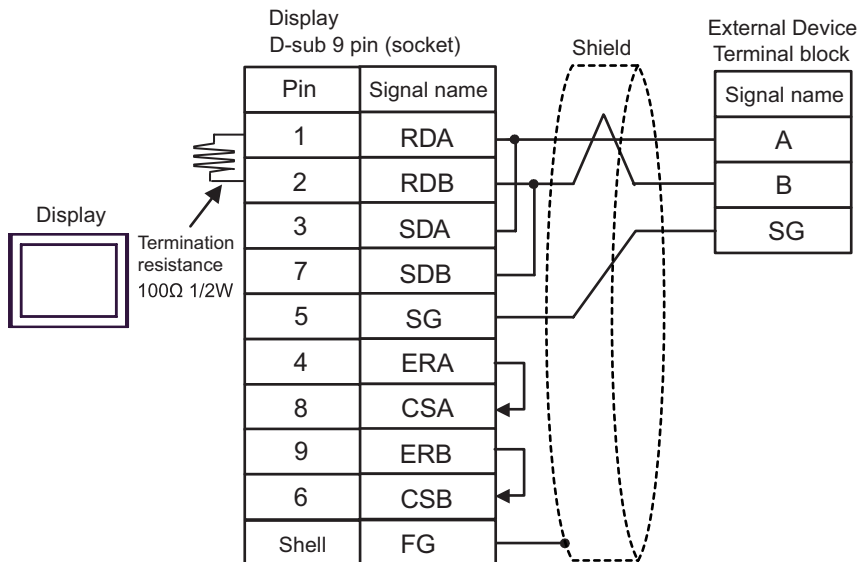 Display
D-sub 9 pin (socket)
Shield
External Device
Terminal block
Pin Signal name
1 RDA
2 RDB
3 SDA
7 SDB
5 SG
4 ERA
8 CSA
9 ERB
6 CSB
Shell FG
Signal name
A
B
SG
Display
Termination
resistance
100Ω 1/2W